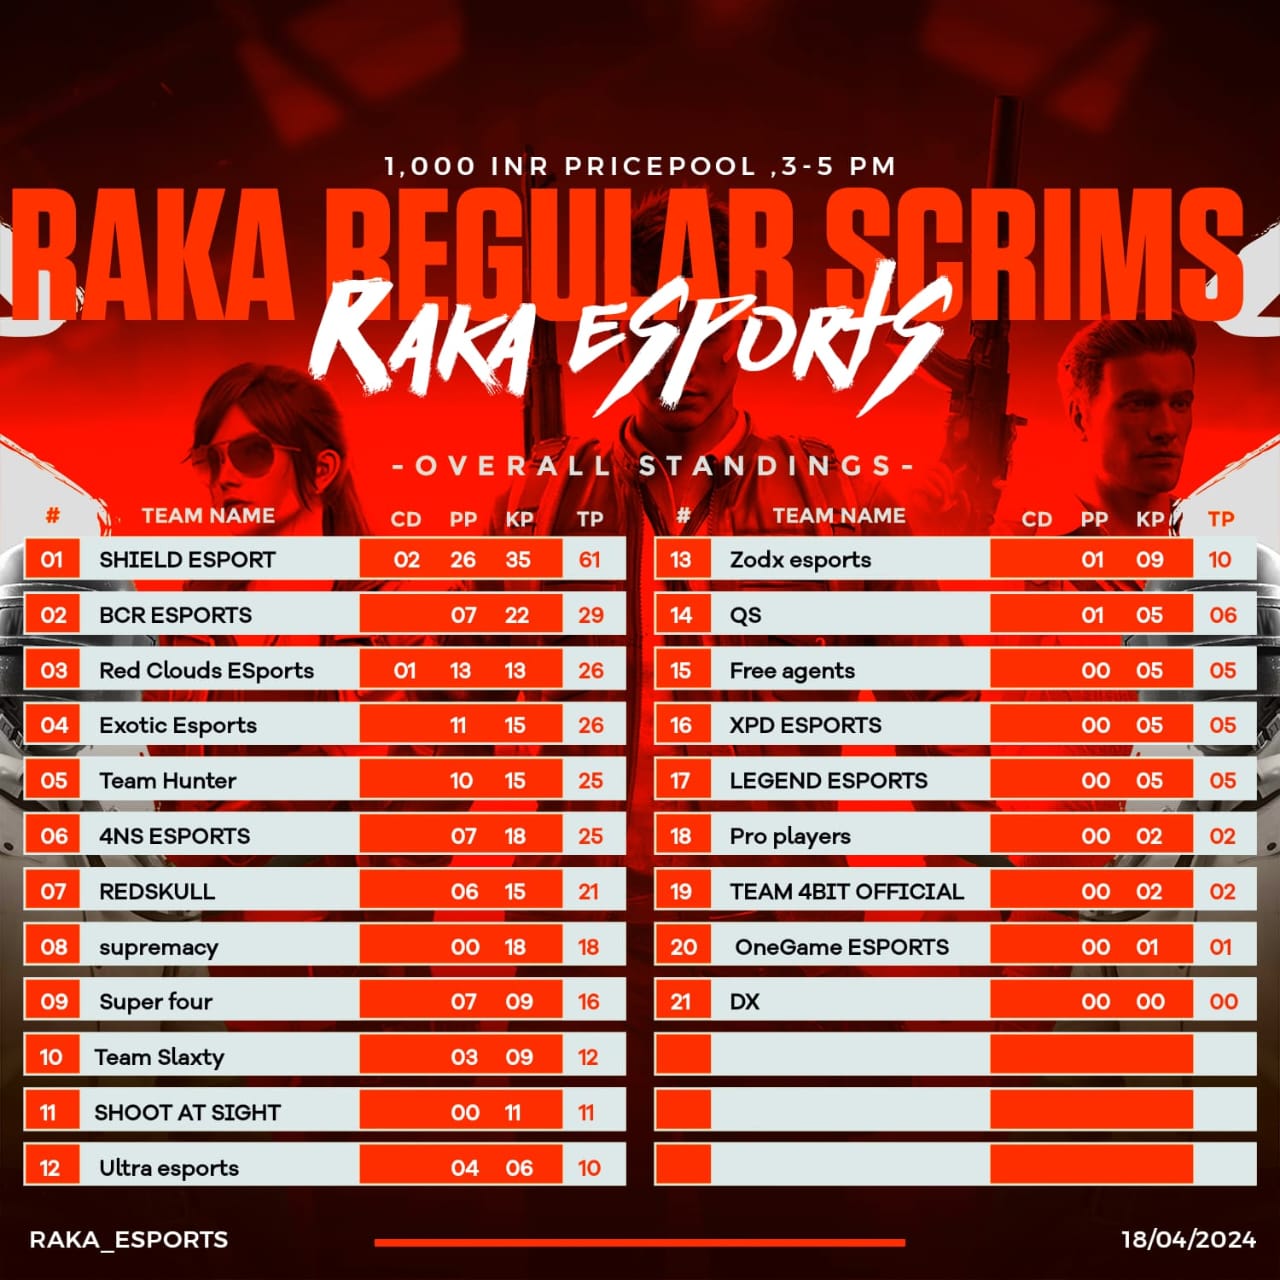 1,000 INR PRICEPOOL ,3-5 PM
RAKA REGULAR SCRIMS
RAKA ESPORTS
-OVERALL STANDINGS-
# TEAM NAME CD PP KP TP
01 SHIELD ESPORT 02 26 35 61
02 BCR ESPORTS 07 22 29
03 Red Clouds ESports 01 13 13 26
04 Exotic Esports 11 15 26
05 Team Hunter 10 15 25
06 4NS ESPORTS 07 18 25
07 REDSKULL 06 15 21
08 supremacy 00 18 18
09 Super four 07 09 16
10 Team Slaxty 03 09 12
11 SHOOT AT SIGHT 00 11 11
12 Ultra esports 04 06 10
# TEAM NAME CD PP KP TP
13 Zodx esports 01 09 10
14 QS 01 05 06
15 Free agents 00 05 05
16 XPD ESPORTS 00 05 05
17 LEGEND ESPORTS 00 05 05
18 Pro players 00 02 02
19 TEAM 4BIT OFFICIAL 00 02 02
20 OneGame ESPORTS 00 01 01
21 DX 00 00 00
RAKA_ESPORTS
18/04/2024